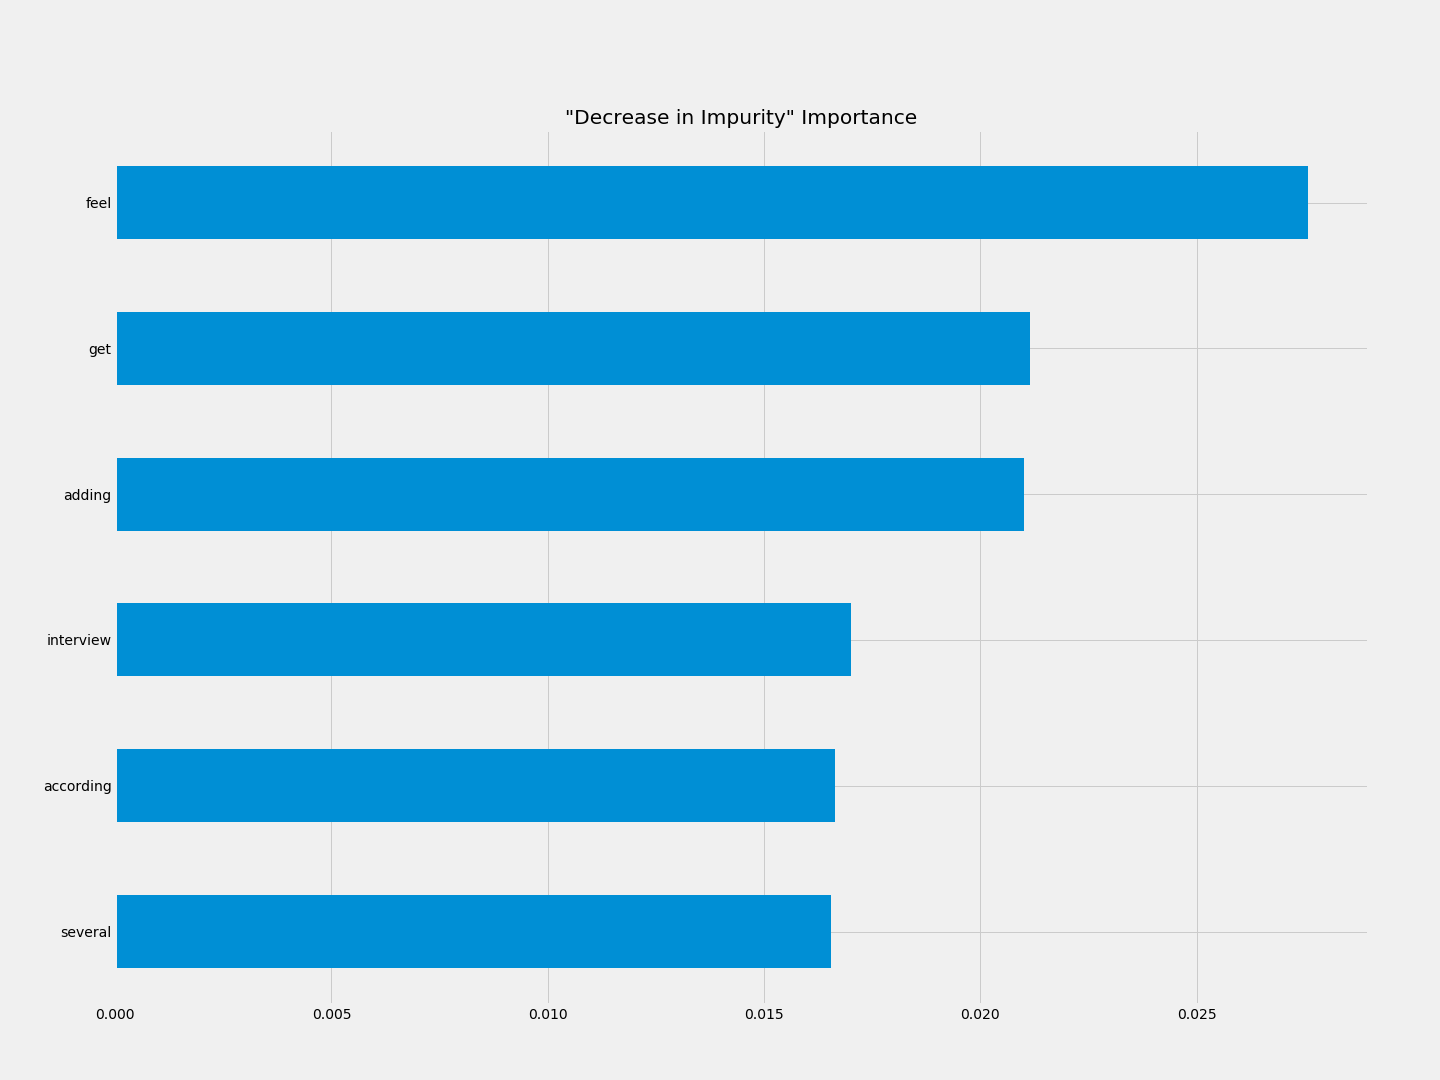 "Decrease in Impurity" Importance
feel
get
adding
interview
according
several
0.000 0.005 0.010 0.015 0.020 0.025